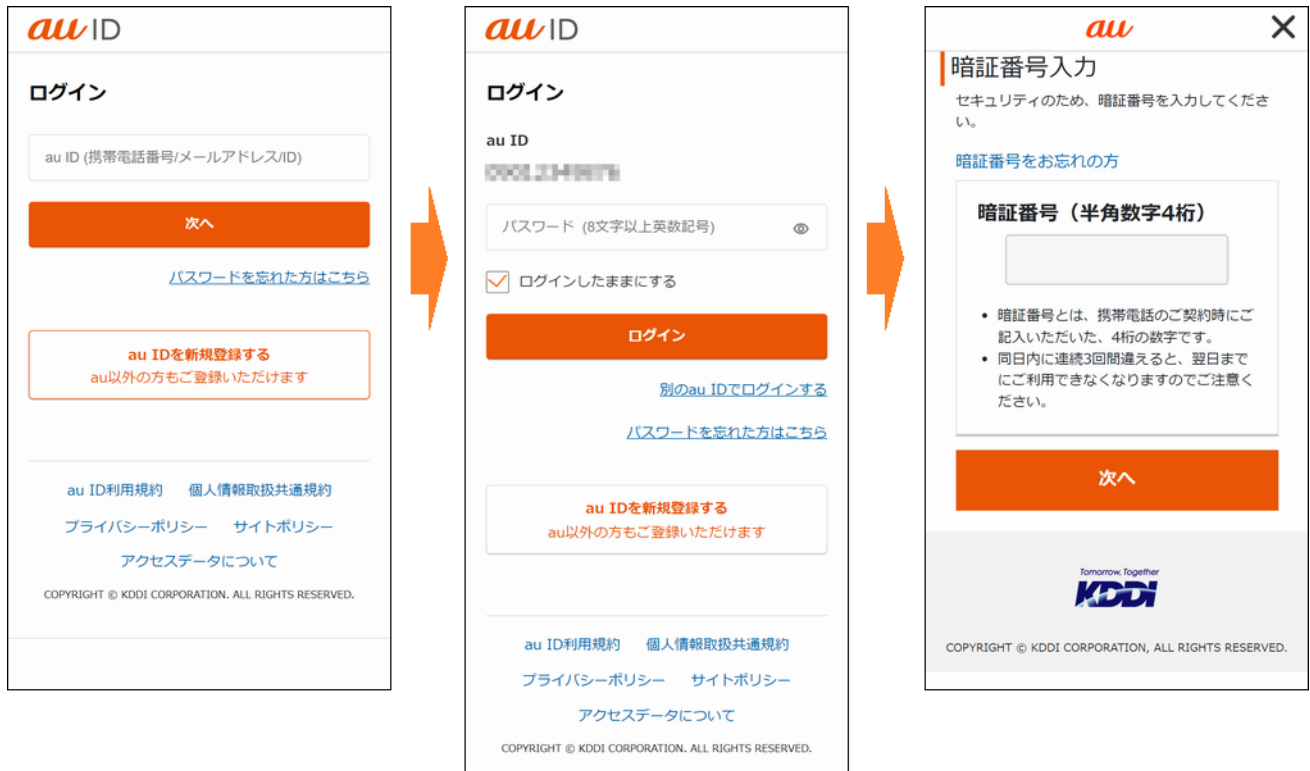 au ID
ログイン
au ID (携帯電話番号/メールアドレス/ID)
次へ
パスワードを忘れた方はこちら
au IDを新規登録する
au以外の方もご登録いただけます
au ID利用規約 個人情報取扱共通規約
プライバシーポリシー サイトポリシー
アクセスデータについて
COPYRIGHT © KDDI CORPORATION. ALL RIGHTS RESERVED.
au ID
ログイン
au ID
パスワード (8文字以上英数記号)
ログインしたままにする
ログイン
別のau IDでログインする
パスワードを忘れた方はこちら
au IDを新規登録する
au以外の方もご登録いただけます
au ID利用規約 個人情報取扱共通規約
プライバシーポリシー サイトポリシー
アクセスデータについて
COPYRIGHT © KDDI CORPORATION. ALL RIGHTS RESERVED.
au
暗証番号入力
セキュリティのため、暗証番号を入力してくださ
い。
暗証番号をお忘れの方
暗証番号（半角数字4桁）
• 暗証番号とは、携帯電話のご契約時にご
記入いただいた、4桁の数字です。
• 同日内に連続3回間違えると、翌日まで
にご利用できなくなりますのでご注意く
ださい。
次へ
Tomorrow, Together
KDDI
COPYRIGHT © KDDI CORPORATION, ALL RIGHTS RESERVED.